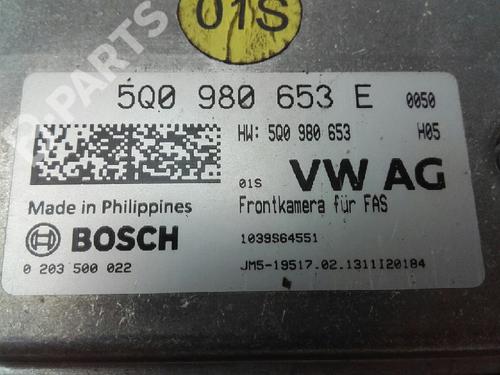 01S
B-PARTS
5Q0 980 653 E 0050
HW: 5Q0 980 653 H05
01S VW AG
Made in Philippines Frontkamera für FAS
BOSCH 1039S64551
0 203 500 022 JM5-19517.02.1311I20184